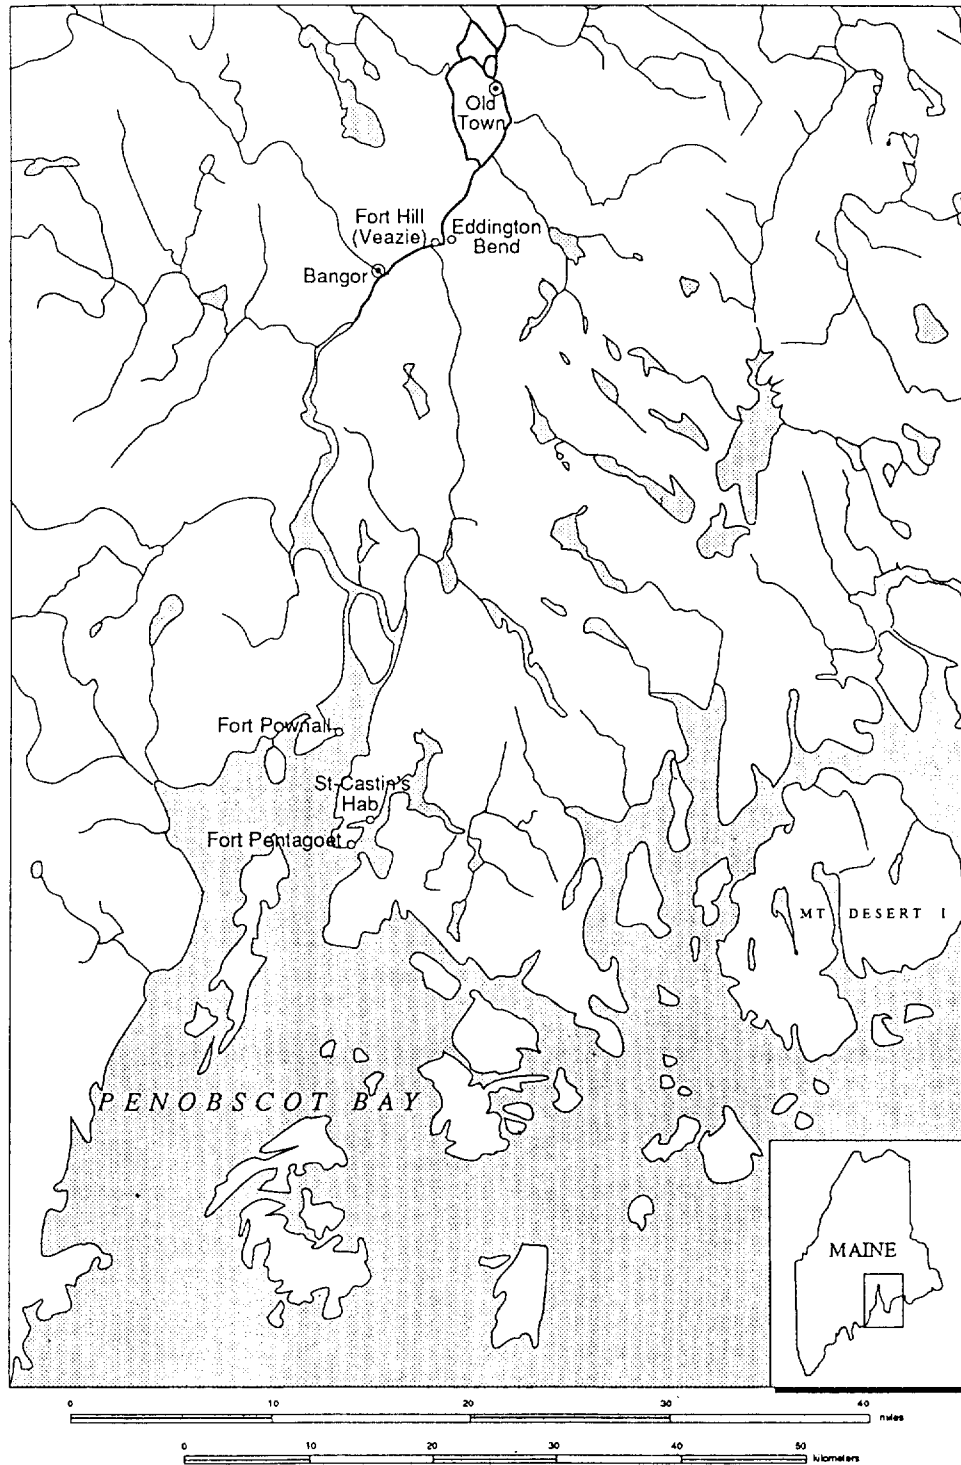 Old
Town
Fort Hill
(Veazie)
Eddington
Bend
Bangor
Fort Pownall
St-Castin's
Hab.
Fort Pentagoet
MT DESERT I
PENOBSCOT BAY
MAINE
0 10 20 30 40 miles
0 10 20 30 40 50 kilometers